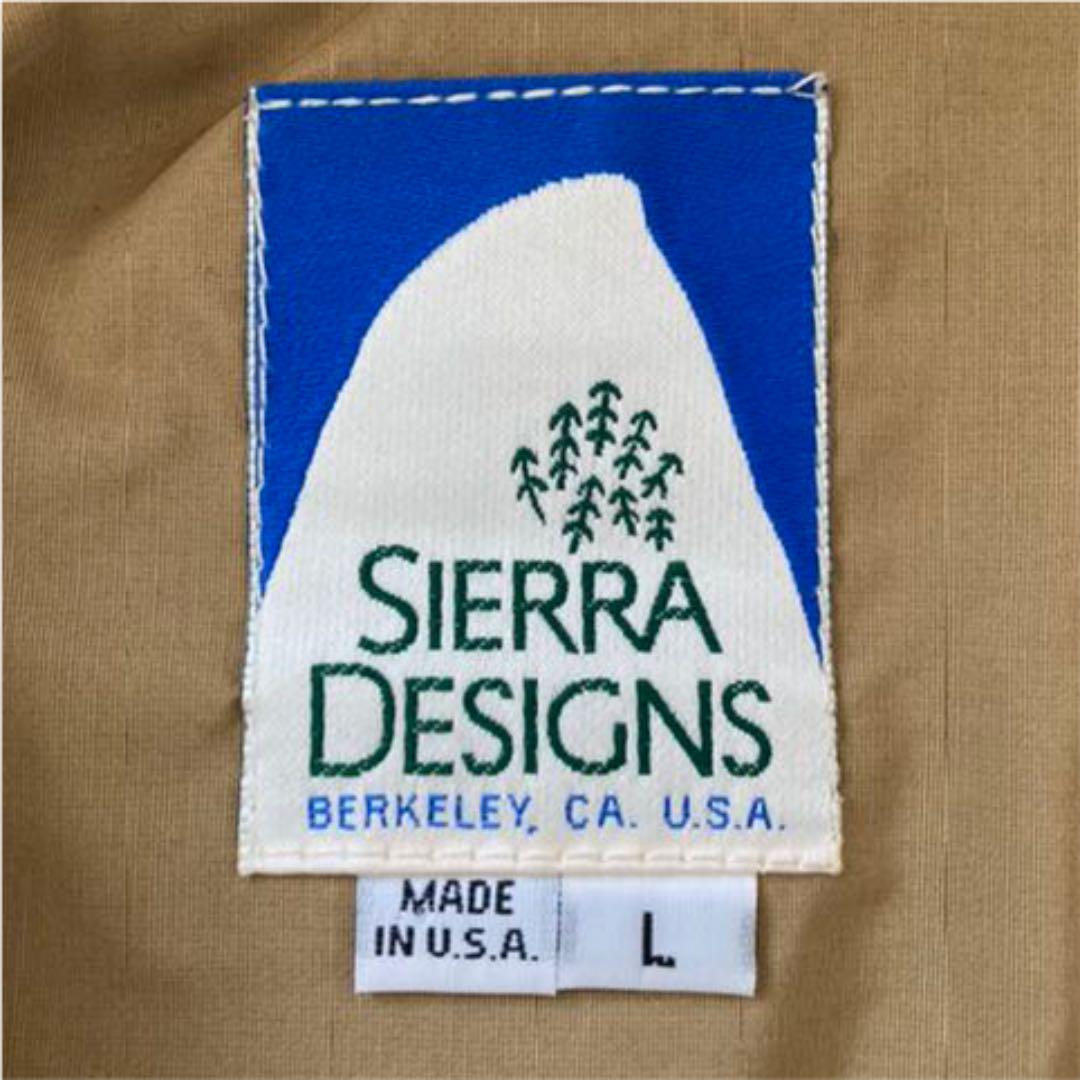 SIERRA
DESIGNS
BERKELEY, CA. U.S.A.
MADE
IN U.S.A.
L